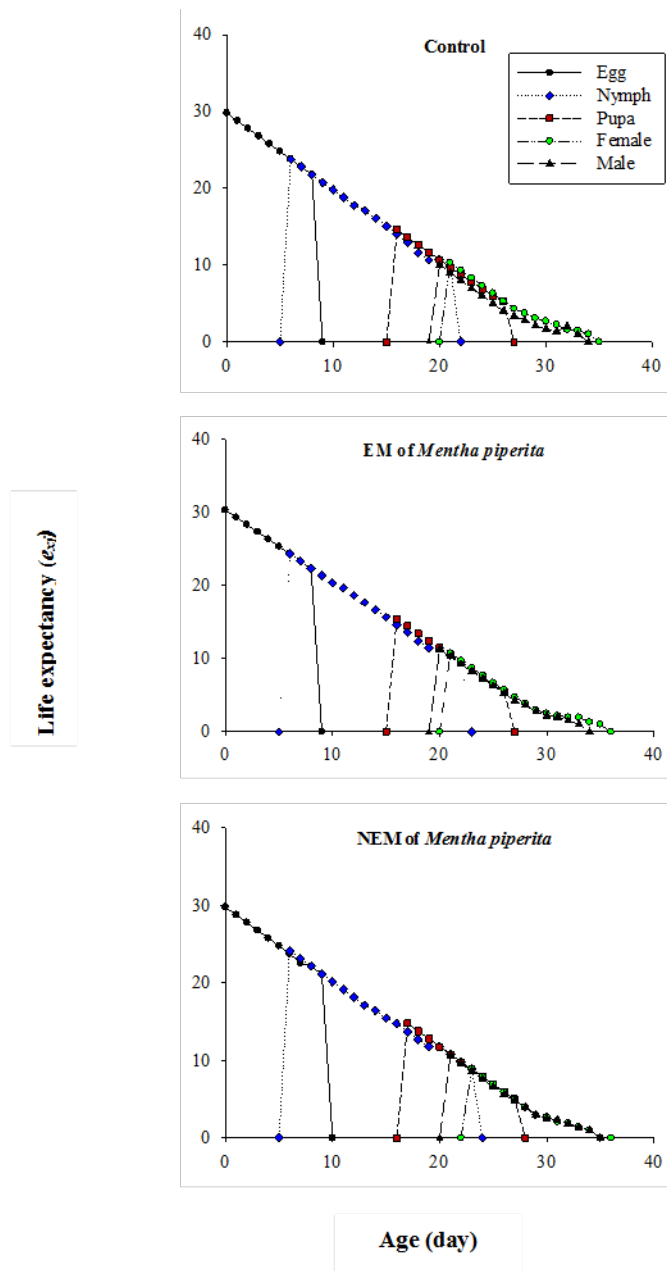 Control
Egg
Nymph
Pupa
Female
Male
40
30
20
10
0
0 10 20 30 40
EM of Mentha piperita
40
30
20
10
0
0 10 20 30 40
Life expectancy (exj)
NEM of Mentha piperita
40
30
20
10
0
0 10 20 30 40
Age (day)